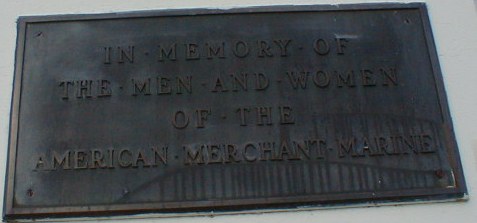 IN · MEMORY · OF
THE · MEN · AND · WOMEN
OF · THE
AMERICAN · MERCHANT · MARINE